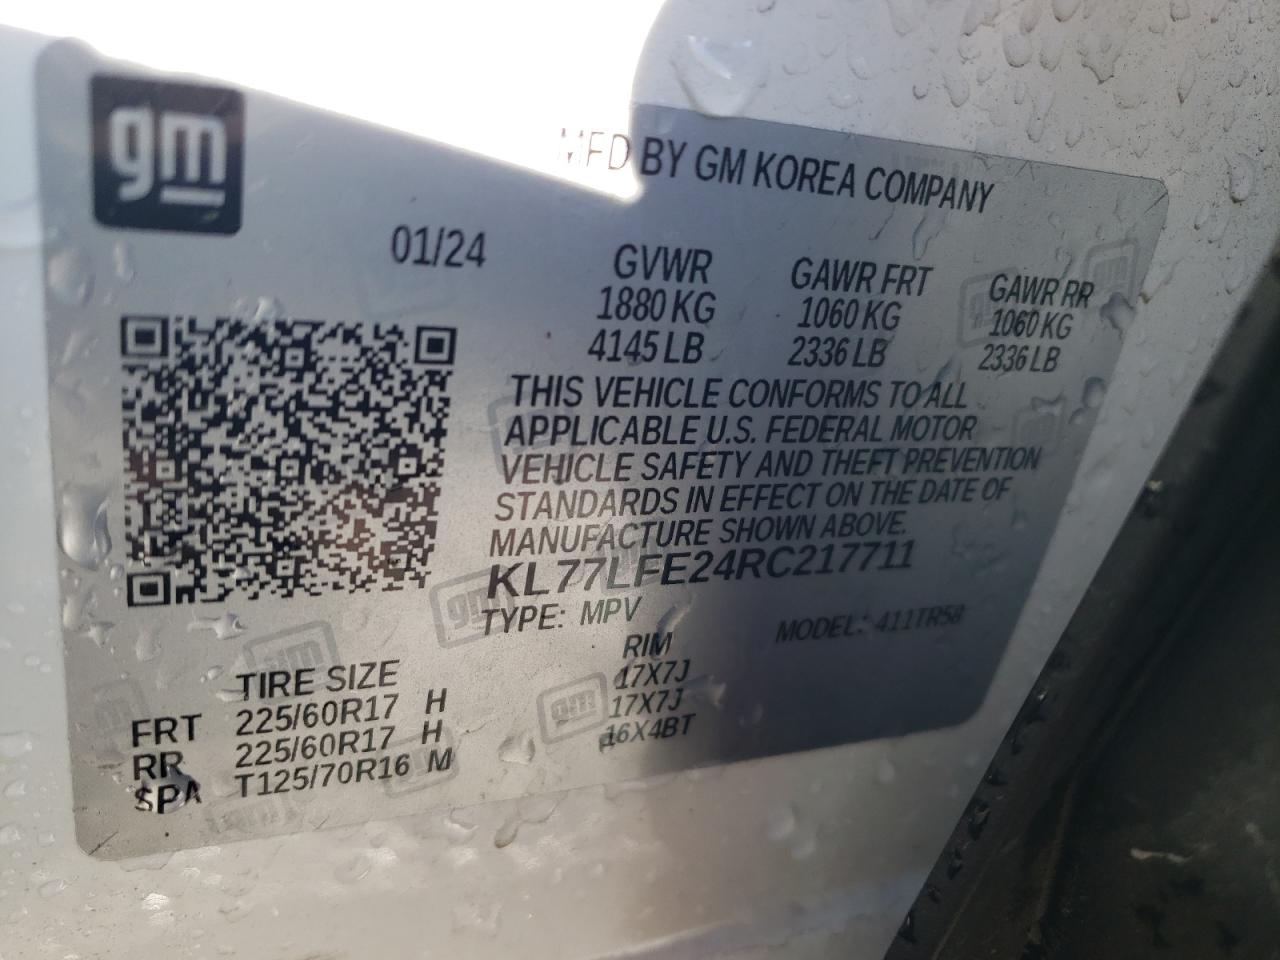 gm
MFD BY GM KOREA COMPANY
01/24
GVWR GAWR FRT GAWR RR
1880 KG 1060 KG 1060 KG
4145 LB 2336 LB 2336 LB
THIS VEHICLE CONFORMS TO ALL
APPLICABLE U.S. FEDERAL MOTOR
VEHICLE SAFETY AND THEFT PREVENTION
STANDARDS IN EFFECT ON THE DATE OF
MANUFACTURE SHOWN ABOVE.
KL77LFE24RC217711
TYPE: MPV MODEL: 411TR58
TIRE SIZE RIM
FRT 225/60R17 H 17X7J
RR 225/60R17 H 17X7J
SPA T125/70R16 M 16X4BT